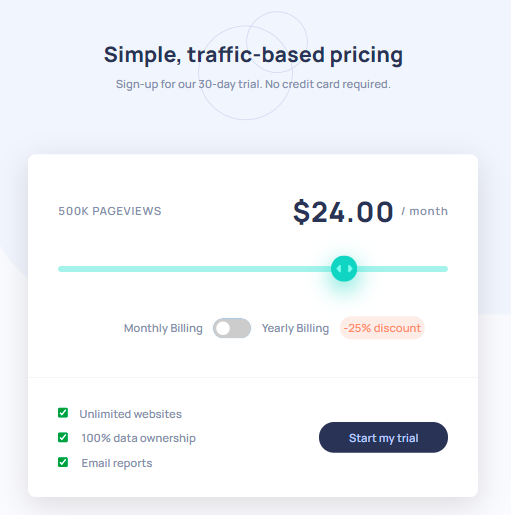 Simple, traffic-based pricing
Sign-up for our 30-day trial. No credit card required.
500K PAGEVIEWS
$24.00 / month
Monthly Billing
Yearly Billing
-25% discount
Unlimited websites
100% data ownership
Email reports
Start my trial